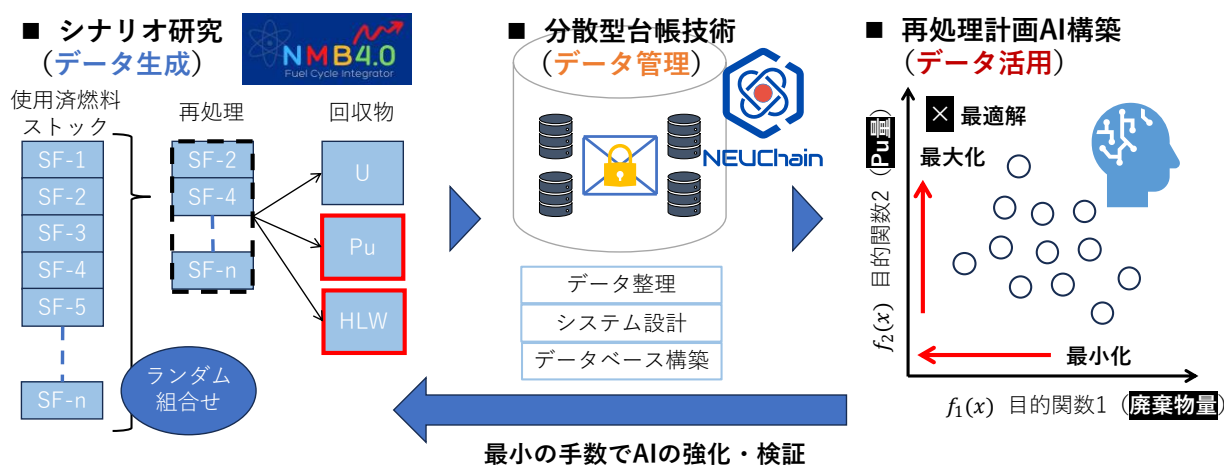 ■ シナリオ研究
（データ生成）
NMB4.0
Fuel Cycle Integrator
使用済燃料
ストック
SF-1
SF-2
SF-3
SF-4
SF-5
SF-n
ランダム
組合せ
再処理
SF-2
SF-4
SF-n
回収物
U
Pu
HLW
■ 分散型台帳技術
（データ管理）
NEUChain
データ整理
システム設計
データベース構築
■ 再処理計画AI構築
（データ活用）
× 最適解
最大化
f₂(x) 目的関数2（Pu量）
最小化
f₁(x) 目的関数1（廃棄物量）
最小の手数でAIの強化・検証